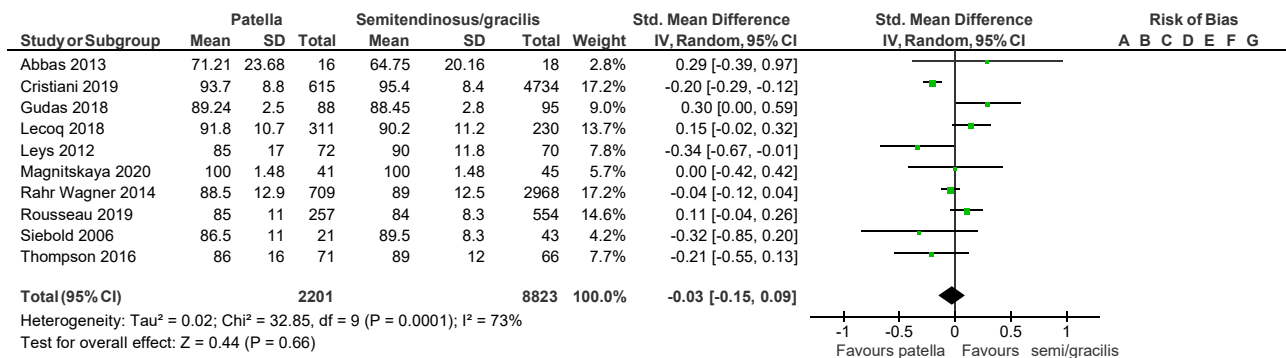 Patella Semitendinosus/gracilis Std. Mean Difference Std. Mean Difference Risk of Bias
Study or Subgroup Mean SD Total Mean SD Total Weight IV, Random, 95% CI IV, Random, 95% CI A B C D E F G
Abbas 2013 71.21 23.68 16 64.75 20.16 18 2.8% 0.29 [-0.39, 0.97]
Cristiani 2019 93.7 8.8 615 95.4 8.4 4734 17.2% -0.20 [-0.29, -0.12]
Gudas 2018 89.24 2.5 88 88.45 2.8 95 9.0% 0.30 [0.00, 0.59]
Lecoq 2018 91.8 10.7 311 90.2 11.2 230 13.7% 0.15 [-0.02, 0.32]
Leys 2012 85 17 72 90 11.8 70 7.8% -0.34 [-0.67, -0.01]
Magnitskaya 2020 100 1.48 41 100 1.48 45 5.7% 0.00 [-0.42, 0.42]
Rahr Wagner 2014 88.5 12.9 709 89 12.5 2968 17.2% -0.04 [-0.12, 0.04]
Rousseau 2019 85 11 257 84 8.3 554 14.6% 0.11 [-0.04, 0.26]
Siebold 2006 86.5 11 21 89.5 8.3 43 4.2% -0.32 [-0.85, 0.20]
Thompson 2016 86 16 71 89 12 66 7.7% -0.21 [-0.55, 0.13]
Total (95% CI) 2201 8823 100.0% -0.03 [-0.15, 0.09]
Heterogeneity: Tau² = 0.02; Chi² = 32.85, df = 9 (P = 0.0001); I² = 73%
Test for overall effect: Z = 0.44 (P = 0.66)
-1 -0.5 0 0.5 1
Favours patella Favours semi/gracilis